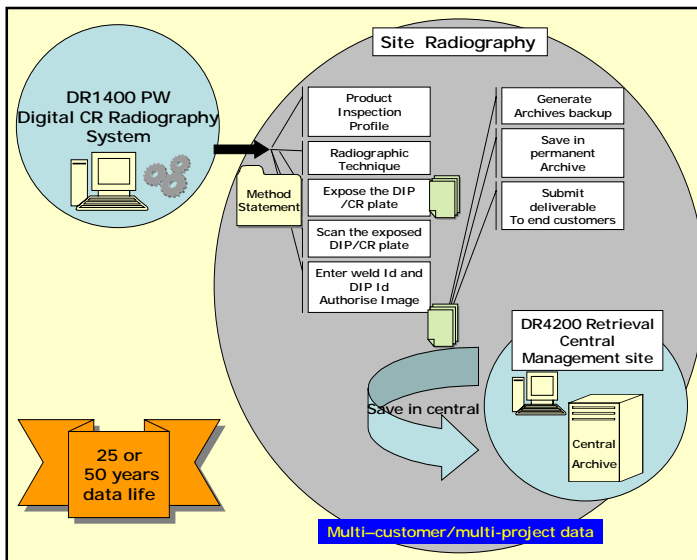 Site Radiography
DR1400 PW
Digital CR Radiography
System
Product
Inspection
Profile
Radiographic
Technique
Method
Statement
Expose the DIP
/CR plate
Scan the exposed
DIP/CR plate
Enter weld Id and
DIP Id
Authorise Image
Generate
Archives backup
Save in
permanent
Archive
Submit
deliverable
To end customers
DR4200 Retrieval
Central
Management site
Save in central
Central
Archive
25 or
50 years
data life
Multi–customer/multi-project data